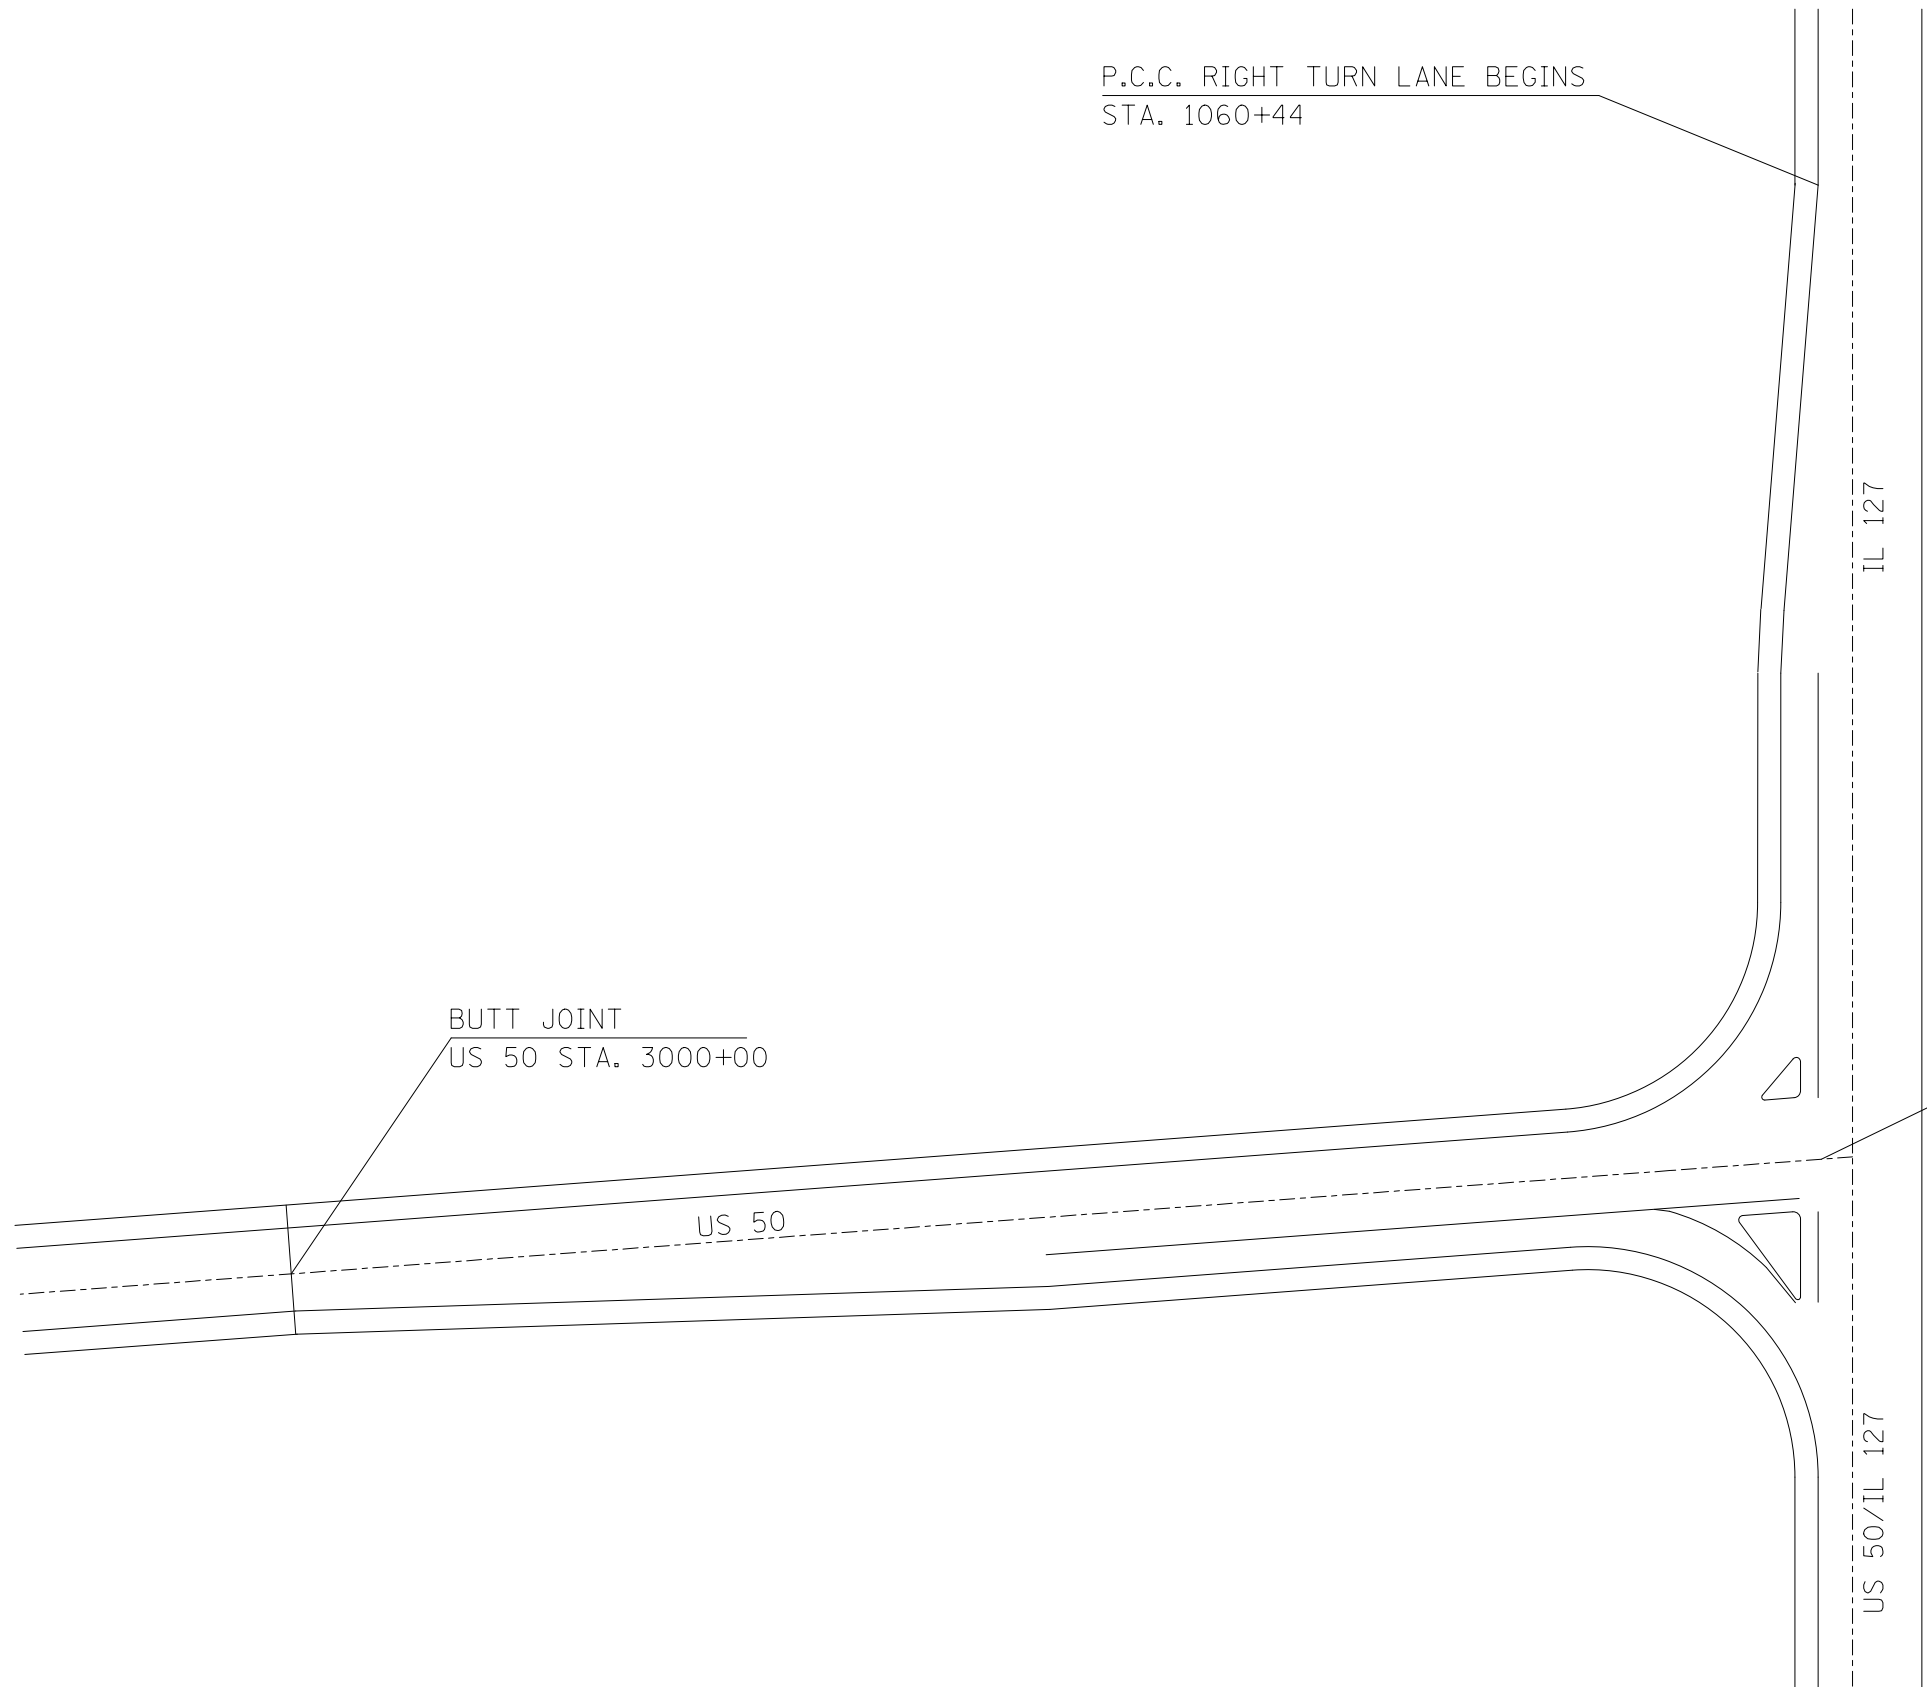 P.C.C. RIGHT TURN LANE BEGINS
STA. 1060+44
IL 127
BUTT JOINT
US 50 STA. 3000+00
US 50
US 50/IL 127